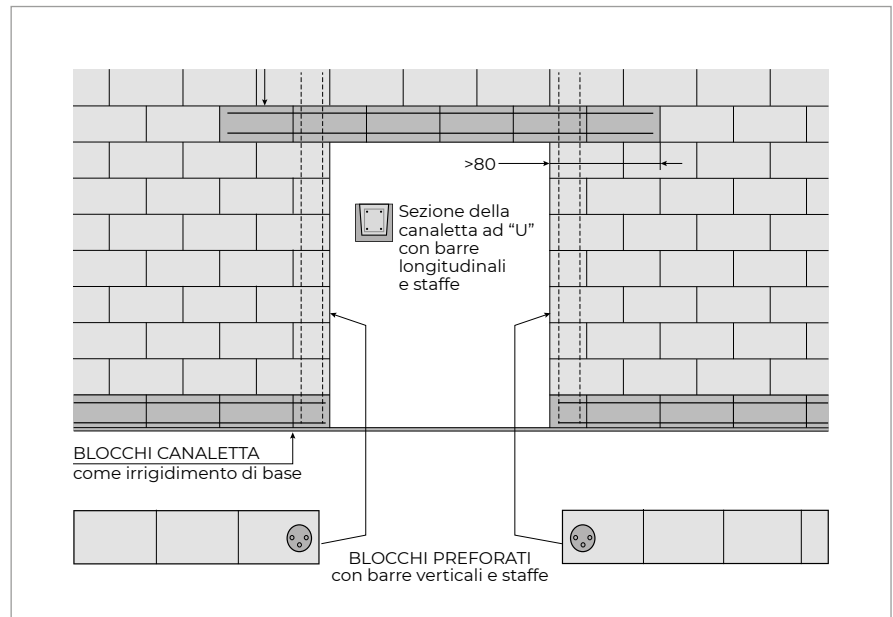 >80
Sezione della
canaletta ad “U”
con barre
longitudinali
e staffe
BLOCCHI CANALETTA
come irrigidimento di base
BLOCCHI PREFORATI
con barre verticali e staffe